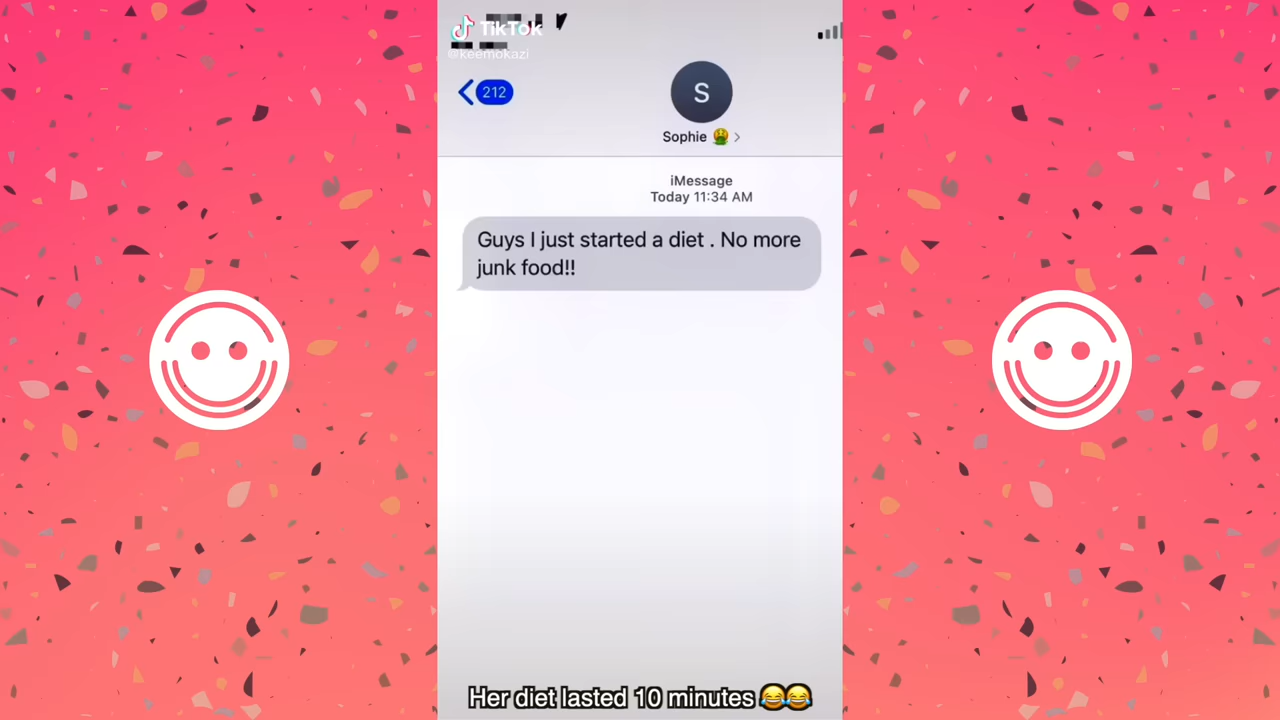 TikTok
@keemokazi
212
S
Sophie 🤮
iMessage
Today 11:34 AM
Guys I just started a diet . No more
junk food!!
Her diet lasted 10 minutes 😂😂